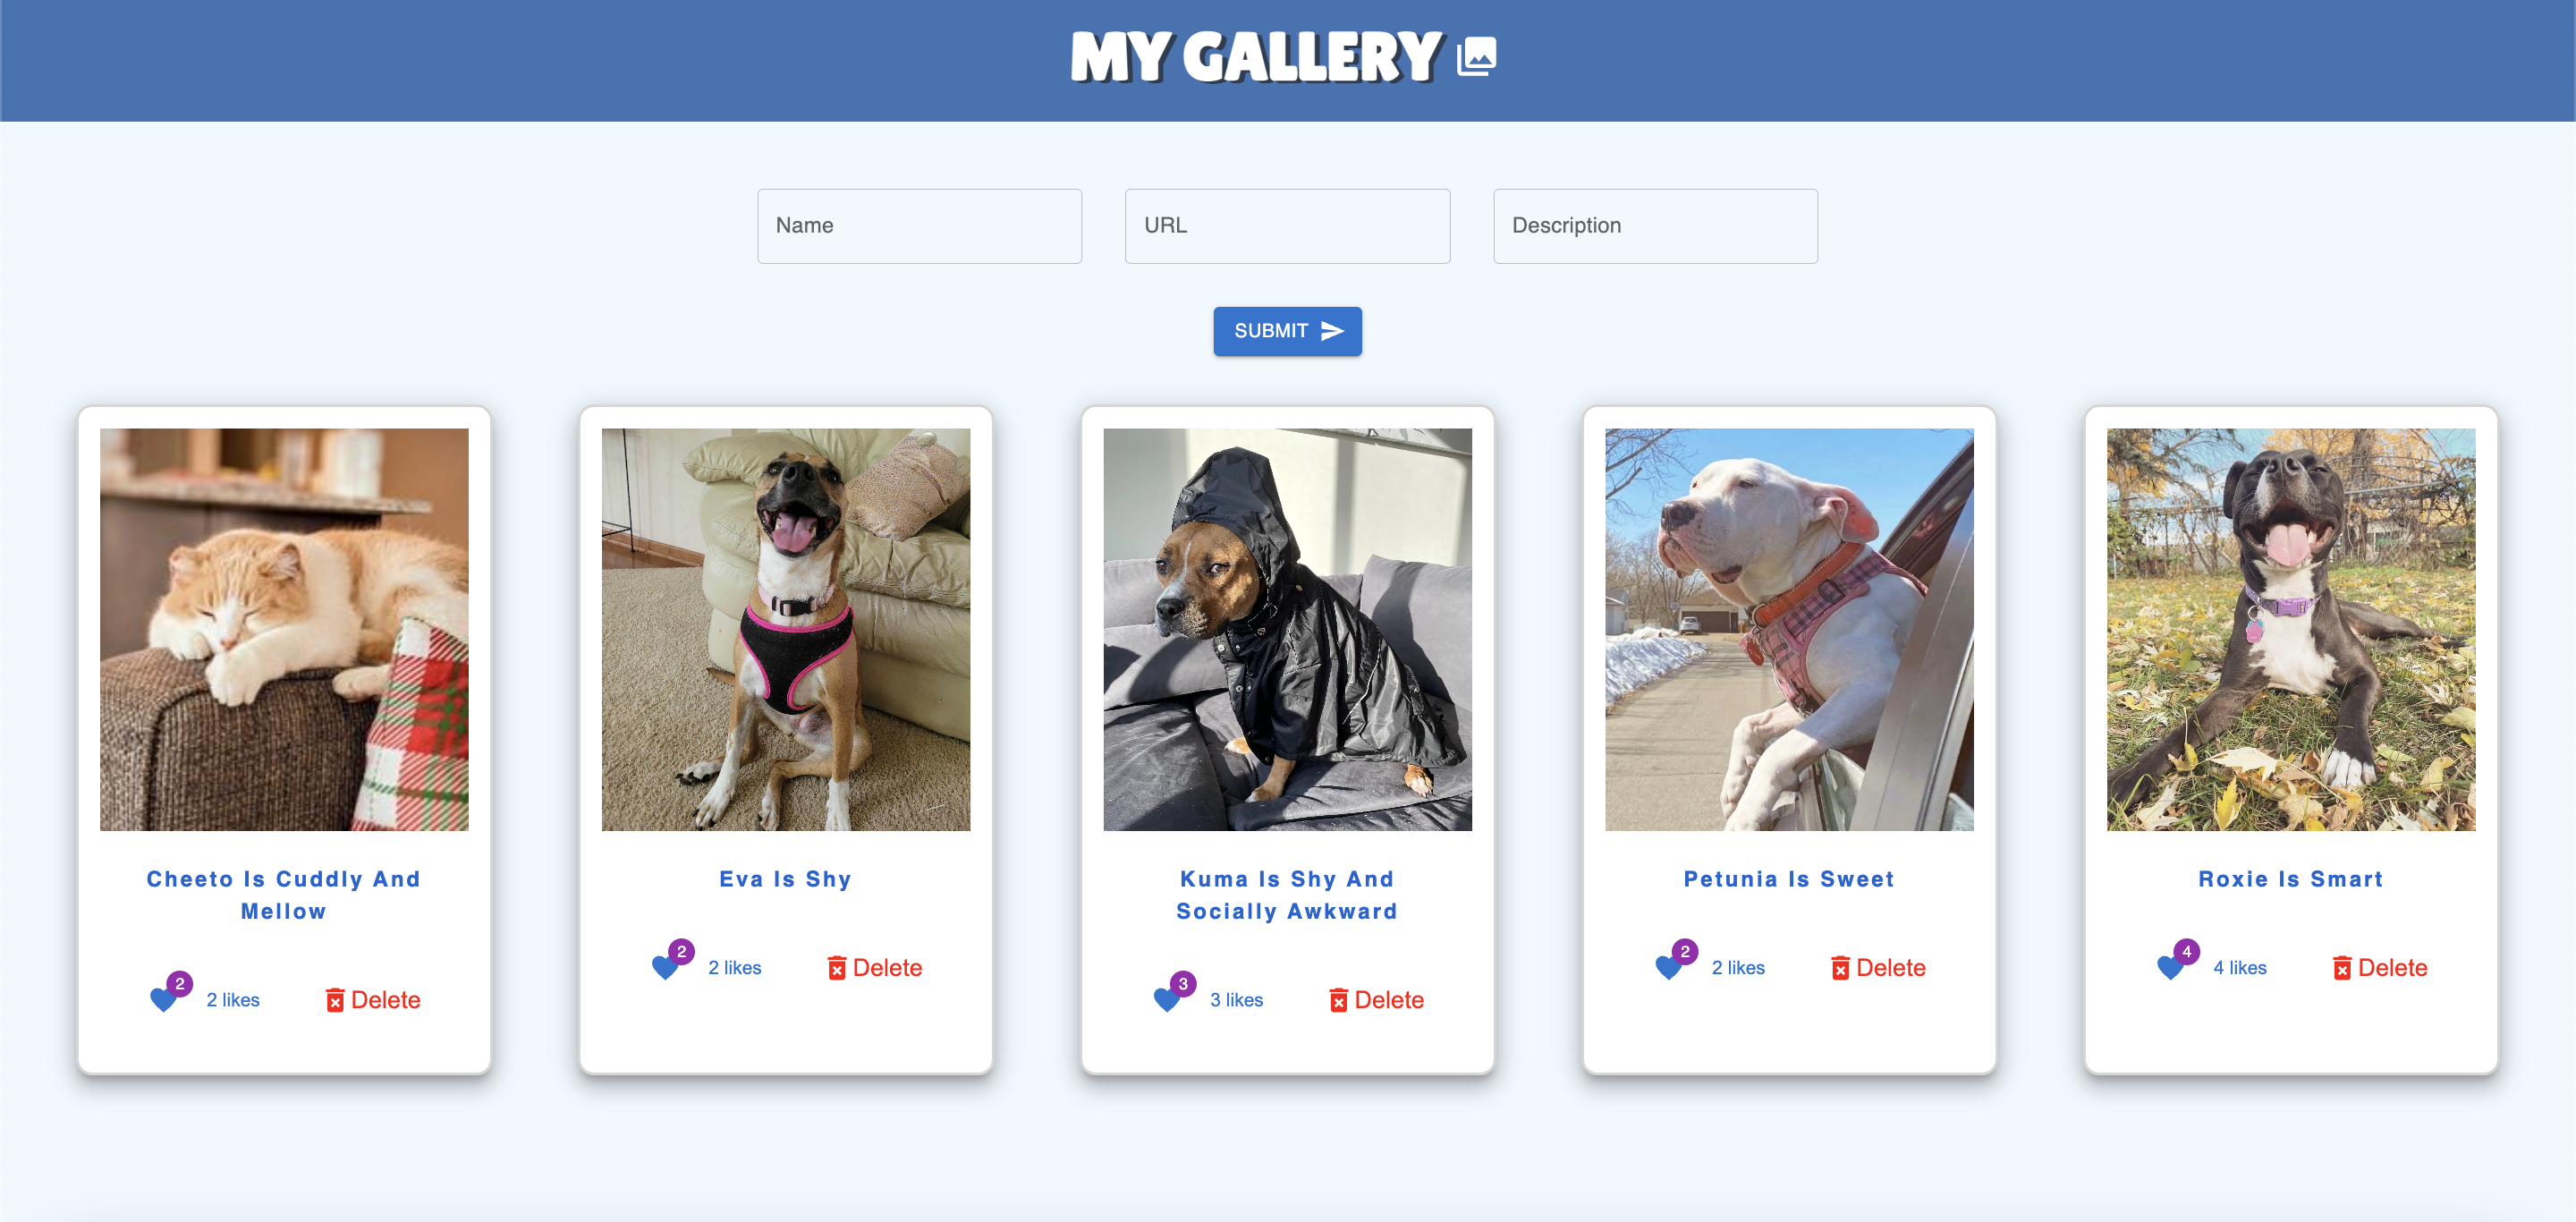 MY GALLERY
Name
URL
Description
SUBMIT
Cheeto Is Cuddly And
Mellow
2
2 likes
Delete
Eva Is Shy
2
2 likes
Delete
Kuma Is Shy And
Socially Awkward
3
3 likes
Delete
Petunia Is Sweet
2
2 likes
Delete
Roxie Is Smart
4
4 likes
Delete